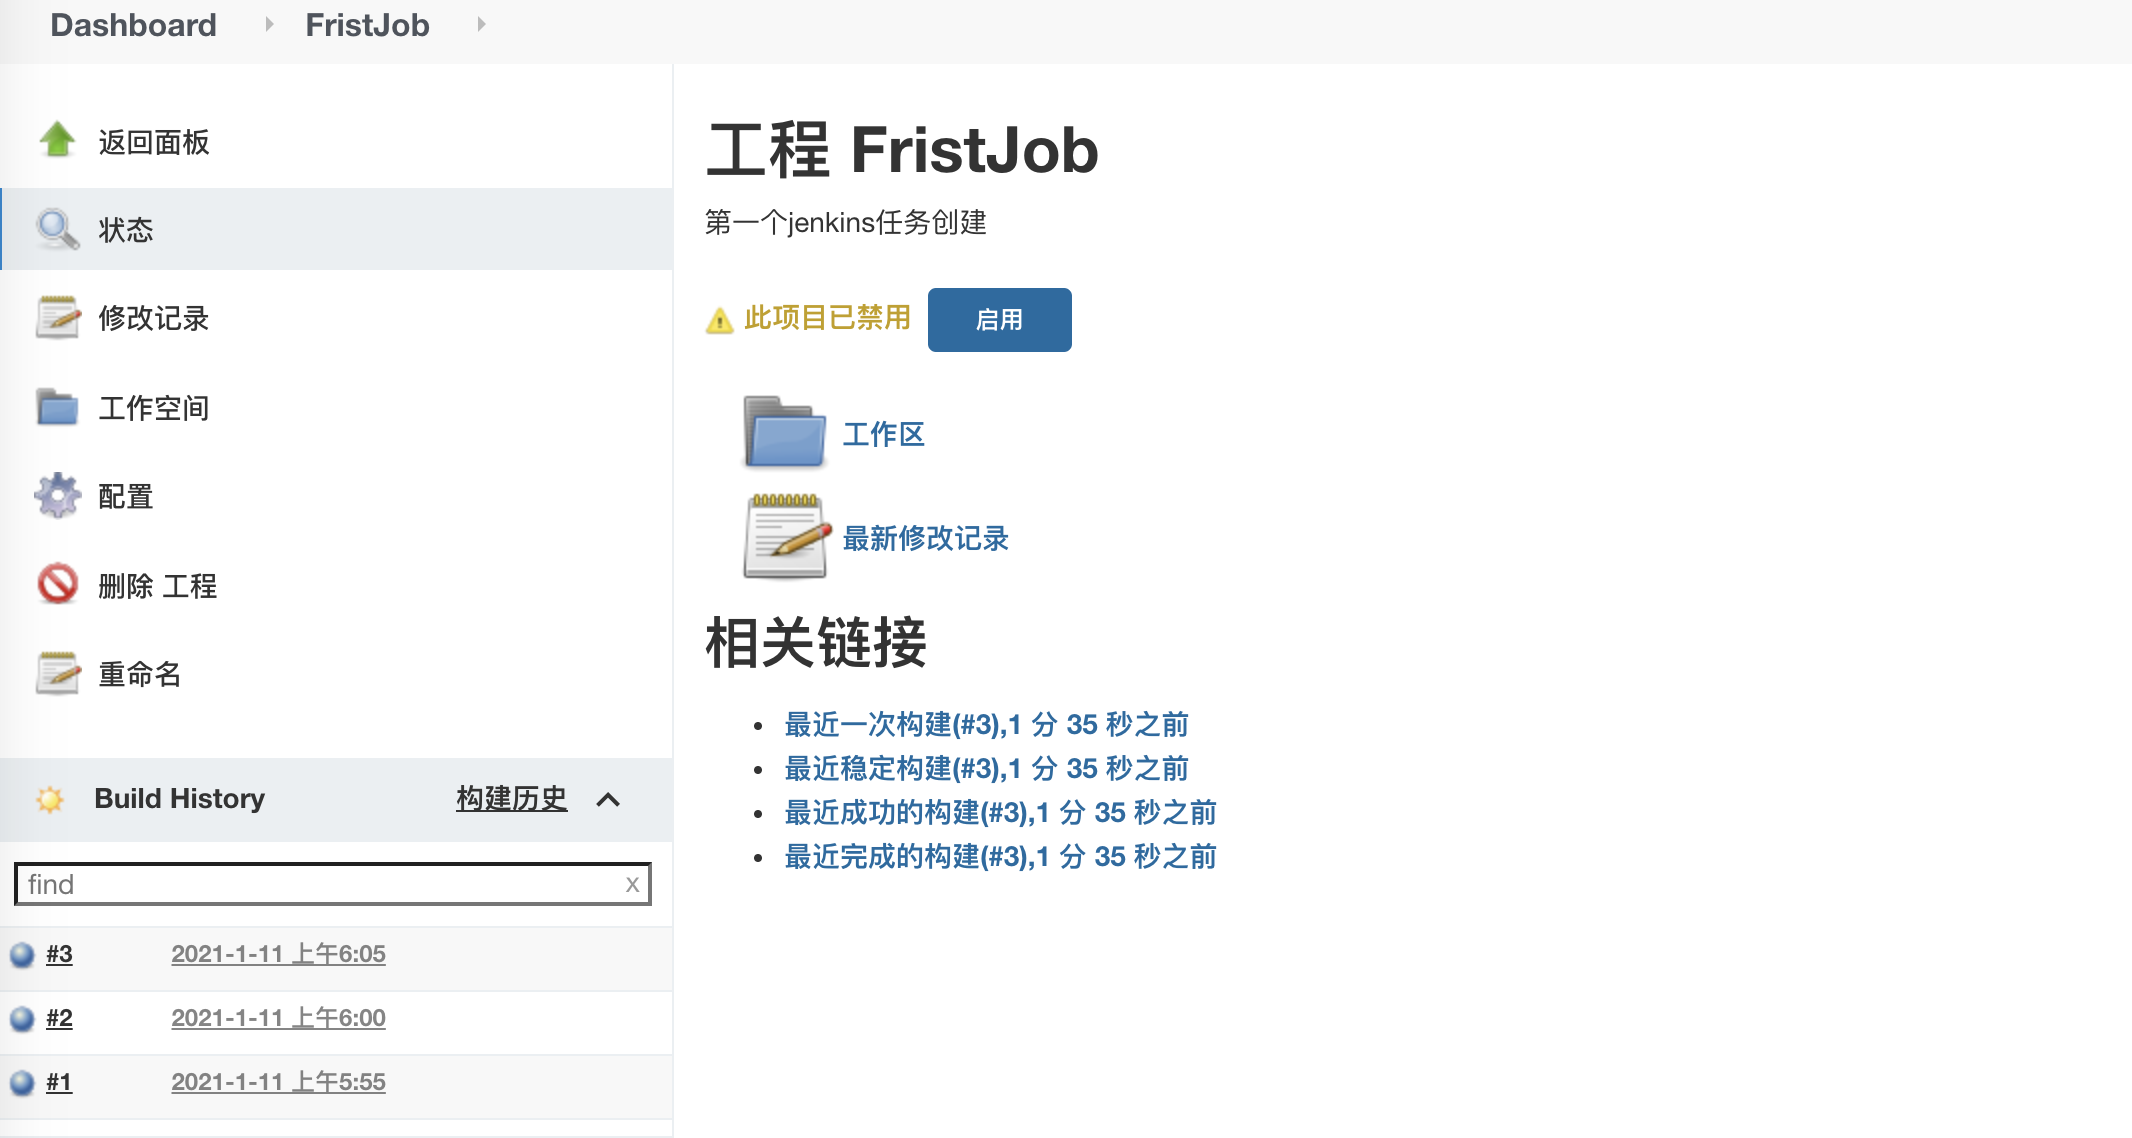 Dashboard FristJob
返回面板
状态
修改记录
工作空间
配置
删除 工程
重命名
Build History 构建历史
find x
#3 2021-1-11 上午6:05
#2 2021-1-11 上午6:00
#1 2021-1-11 上午5:55
工程 FristJob
第一个jenkins任务创建
此项目已禁用 启用
工作区
最新修改记录
相关链接
最近一次构建(#3),1 分 35 秒之前
最近稳定构建(#3),1 分 35 秒之前
最近成功的构建(#3),1 分 35 秒之前
最近完成的构建(#3),1 分 35 秒之前